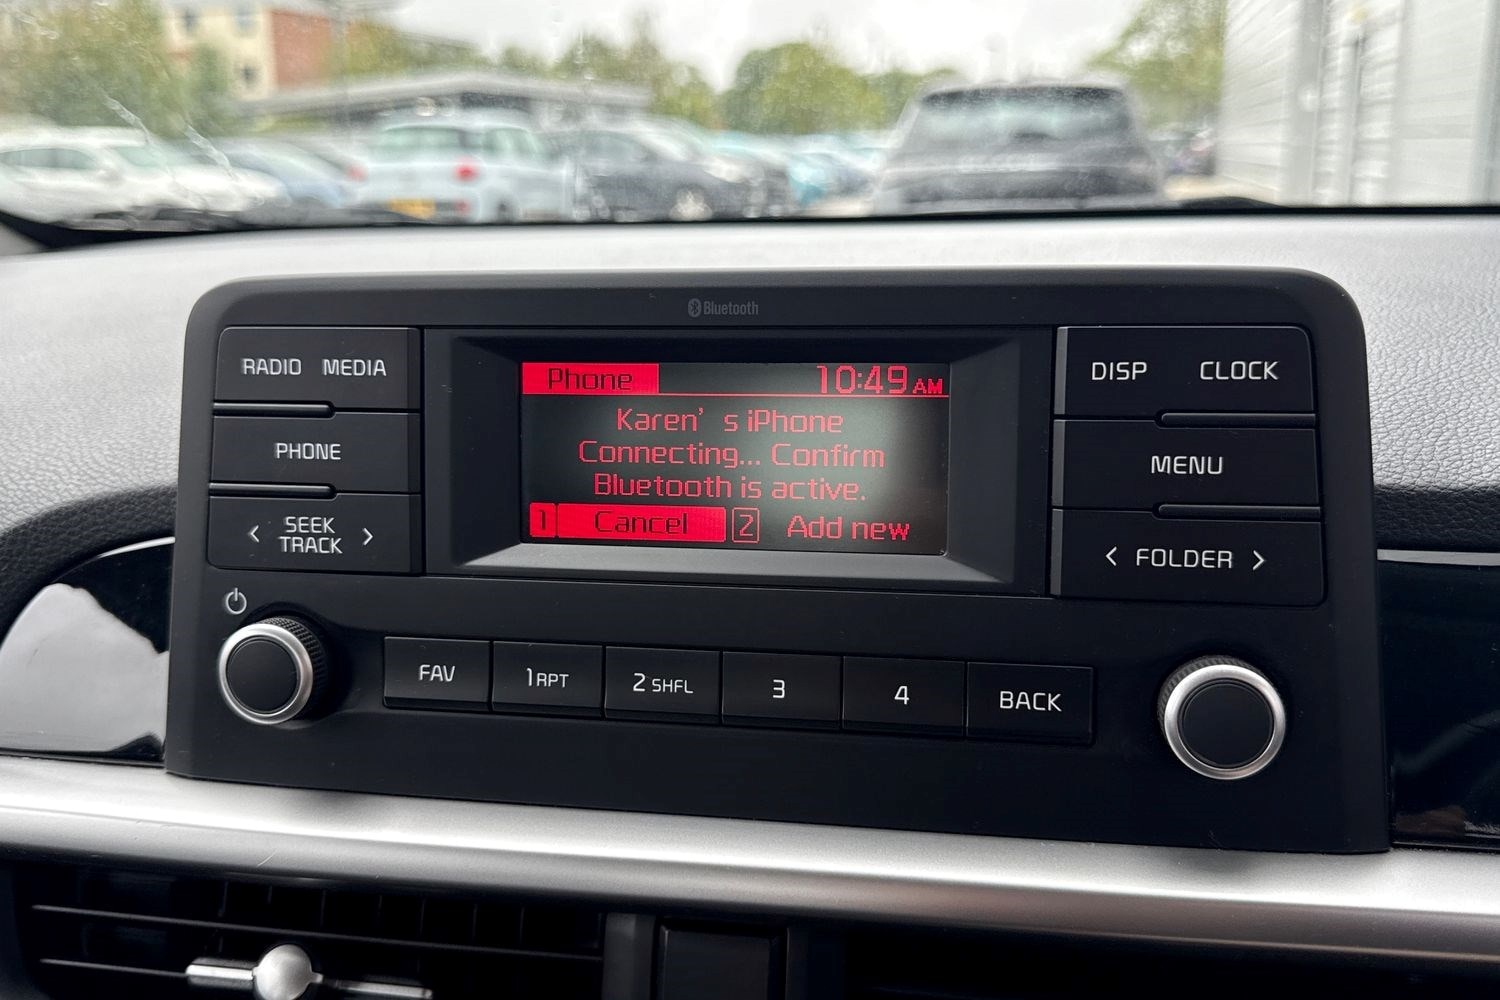 Bluetooth
RADIO MEDIA
PHONE
< SEEK TRACK >
Phone 10:49 AM
Karen's iPhone
Connecting... Confirm
Bluetooth is active.
1 Cancel 2 Add new
DISP CLOCK
MENU
< FOLDER >
FAV 1 RPT 2 SHFL 3 4 BACK